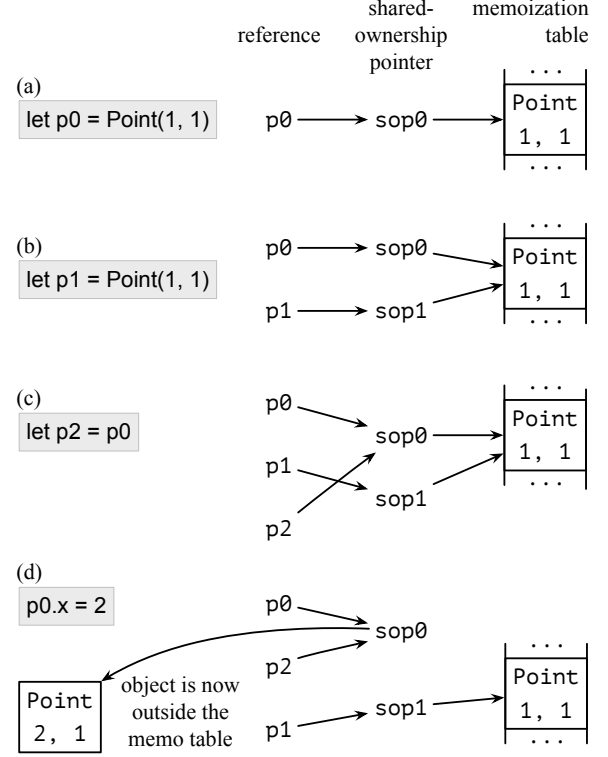 shared-
ownership
pointer
memoization
table
reference
(a)
let p0 = Point(1, 1)
p0
sop0
...
Point
1, 1
...
(b)
let p1 = Point(1, 1)
p0
sop0
p1
sop1
...
Point
1, 1
...
(c)
let p2 = p0
p0
p1
p2
sop0
sop1
...
Point
1, 1
...
(d)
p0.x = 2
p0
p2
p1
sop0
sop1
...
Point
1, 1
...
Point
2, 1
object is now
outside the
memo table